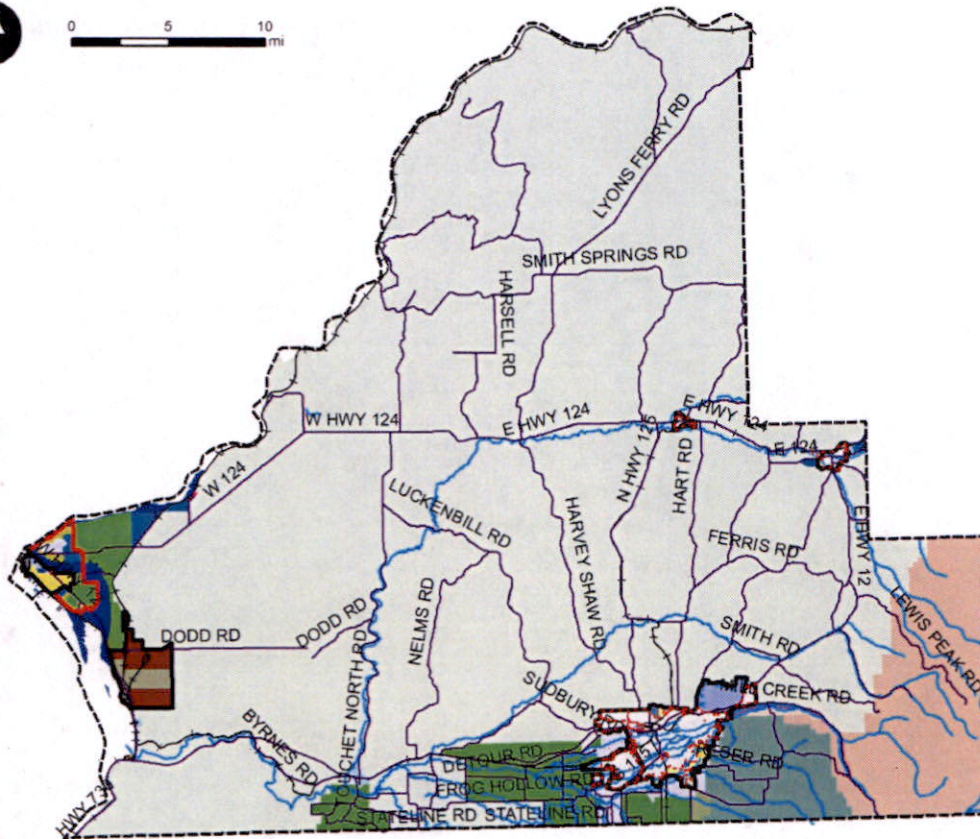 0 5 10
mi
LYONS FERRY RD
SMITH SPRINGS RD
HARSELL RD
W HWY 124
E HWY 124
N HWY 125
E HWY 124
HART RD
E 124
W 124
LUCKENBILL RD
HARVEY SHAW RD
FERRIS RD
E HWY 12
LEWIS PEAK RD
NELMS RD
DODD RD
DODD RD
SMITH RD
SUDBURY
MILL CREEK RD
BYRNES RD
TOUCHET NORTH RD
DETOUR RD
REBER RD
FROG HOLLOW RD
STATELINE RD STATELINE RD
HWY 73